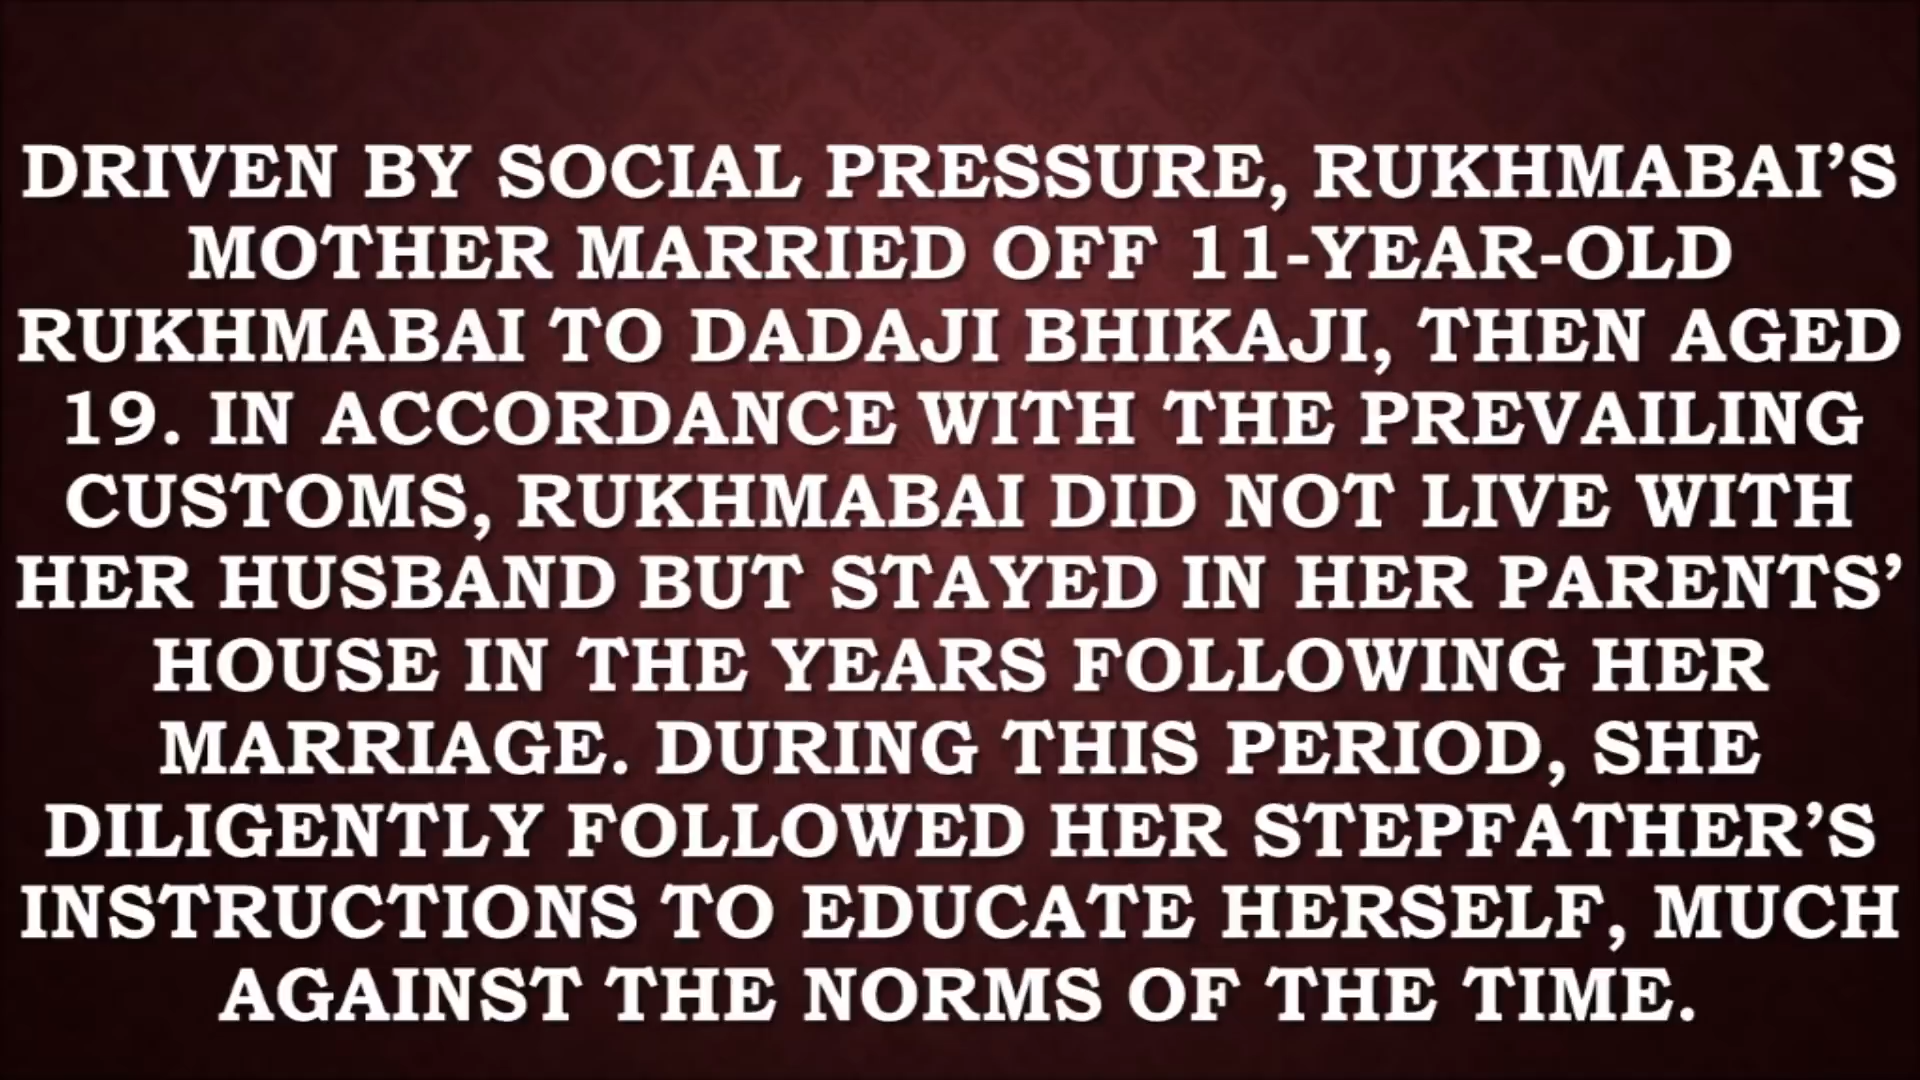 DRIVEN BY SOCIAL PRESSURE, RUKHMABAI’S
MOTHER MARRIED OFF 11-YEAR-OLD
RUKHMABAI TO DADAJI BHIKAJI, THEN AGED
19. IN ACCORDANCE WITH THE PREVAILING
CUSTOMS, RUKHMABAI DID NOT LIVE WITH
HER HUSBAND BUT STAYED IN HER PARENTS’
HOUSE IN THE YEARS FOLLOWING HER
MARRIAGE. DURING THIS PERIOD, SHE
DILIGENTLY FOLLOWED HER STEPFATHER’S
INSTRUCTIONS TO EDUCATE HERSELF, MUCH
AGAINST THE NORMS OF THE TIME.